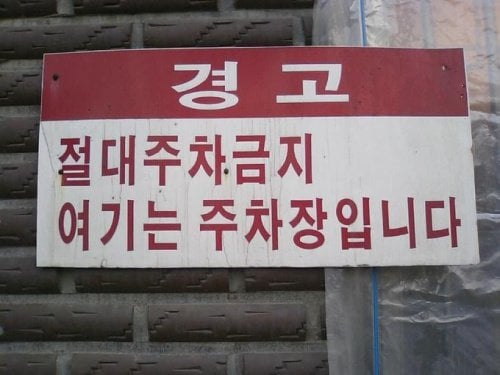 경고
절대주차금지
여기는 주차장입니다